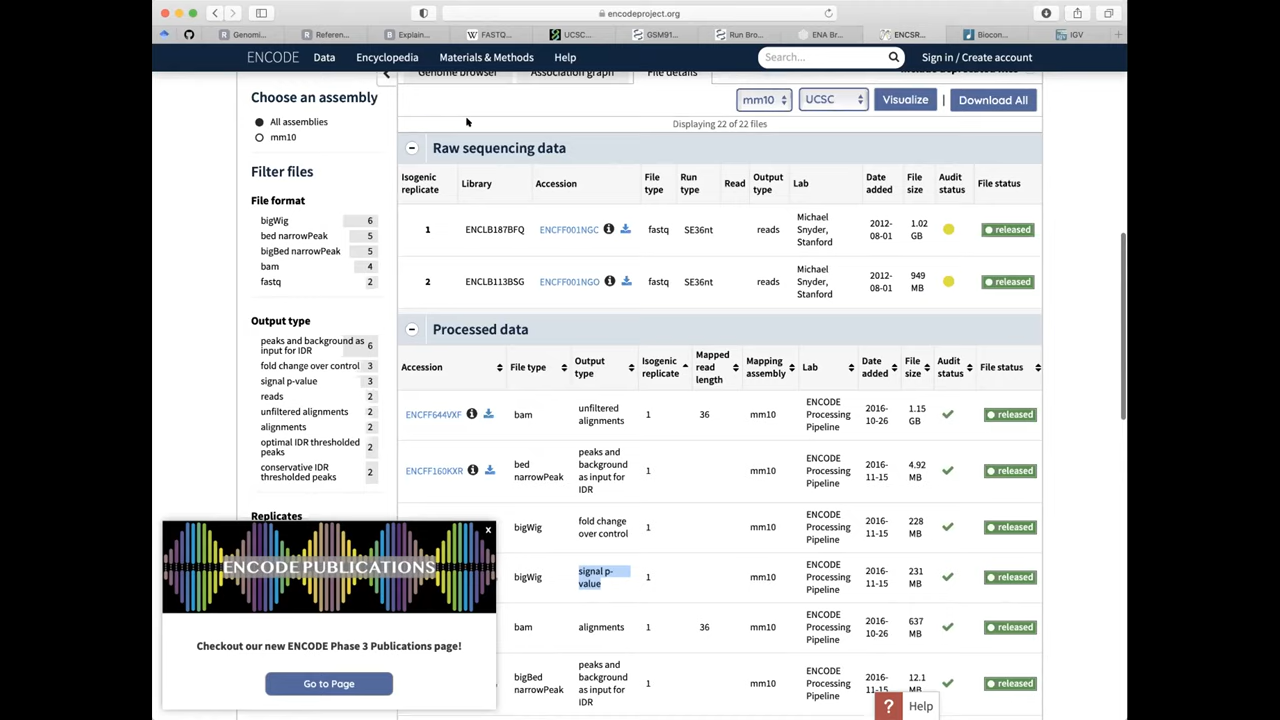 encodeproject.org
Genomi...
Referen...
Explain...
FASTQ...
UCSC...
GSM91...
Run Bro...
ENA Br...
ENCSR...
Biocon...
IGV
ENCODE
Data
Encyclopedia
Materials & Methods
Help
Search...
Sign in / Create account
Genome browser
Association graph
File details
Include deprecated files
Choose an assembly
All assemblies
mm10
mm10
UCSC
Visualize
|
Download All
Displaying 22 of 22 files
Filter files
File format
bigWig 6
bed narrowPeak 5
bigBed narrowPeak 5
bam 4
fastq 2
Output type
peaks and background as
input for IDR 6
fold change over control 3
signal p-value 3
reads 2
unfiltered alignments 2
alignments 2
optimal IDR thresholded
peaks 2
conservative IDR
thresholded peaks 2
Replicates
Raw sequencing data
Isogenic
replicate
Library
Accession
File
type
Run
type
Read
Output
type
Lab
Date
added
File
size
Audit
status
File status
1
ENCLB187BFQ
ENCFF001NGC
fastq
SE36nt
reads
Michael
Snyder,
Stanford
2012-
08-01
1.02
GB
released
2
ENCLB113BSG
ENCFF001NGO
fastq
SE36nt
reads
Michael
Snyder,
Stanford
2012-
08-01
949
MB
released
Processed data
Accession
File type
Output
type
Isogenic
replicate
Mapped
read
length
Mapping
assembly
Lab
Date
added
File
size
Audit
status
File status
ENCFF644VXF
bam
unfiltered
alignments
1
36
mm10
ENCODE
Processing
Pipeline
2016-
10-26
1.15
GB
released
ENCFF160KXR
bed
narrowPeak
peaks and
background
as input for
IDR
1
mm10
ENCODE
Processing
Pipeline
2016-
11-15
4.92
MB
released
bigWig
fold change
over control
1
mm10
ENCODE
Processing
Pipeline
2016-
11-15
228
MB
released
bigWig
signal p-
value
1
mm10
ENCODE
Processing
Pipeline
2016-
11-15
231
MB
released
bam
alignments
1
36
mm10
ENCODE
Processing
Pipeline
2016-
10-26
637
MB
released
bigBed
narrowPeak
peaks and
background
as input for
IDR
1
mm10
ENCODE
Processing
Pipeline
2016-
11-15
12.1
MB
released
x
ENCODE PUBLICATIONS
Checkout our new ENCODE Phase 3 Publications page!
Go to Page
? Help